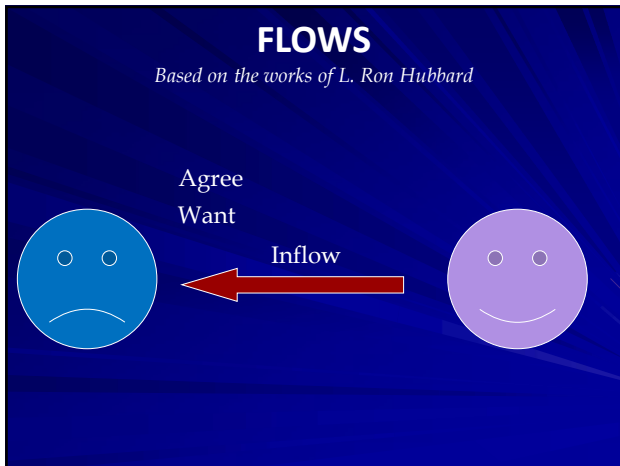 FLOWS
Based on the works of L. Ron Hubbard
Agree
Want
Inflow